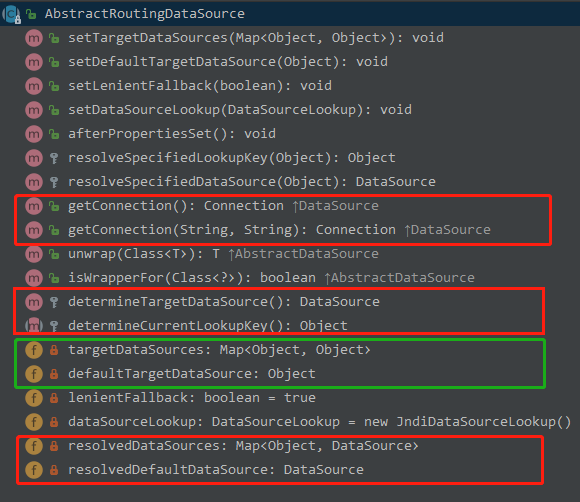 AbstractRoutingDataSource
setTargetDataSources(Map<Object, Object>): void
setDefaultTargetDataSource(Object): void
setLenientFallback(boolean): void
setDataSourceLookup(DataSourceLookup): void
afterPropertiesSet(): void
resolveSpecifiedLookupKey(Object): Object
resolveSpecifiedDataSource(Object): DataSource
getConnection(): Connection ↑DataSource
getConnection(String, String): Connection ↑DataSource
unwrap(Class<T>): T ↑AbstractDataSource
isWrapperFor(Class<?>): boolean ↑AbstractDataSource
determineTargetDataSource(): DataSource
determineCurrentLookupKey(): Object
targetDataSources: Map<Object, Object>
defaultTargetDataSource: Object
lenientFallback: boolean = true
dataSourceLookup: DataSourceLookup = new JndiDataSourceLookup()
resolvedDataSources: Map<Object, DataSource>
resolvedDefaultDataSource: DataSource